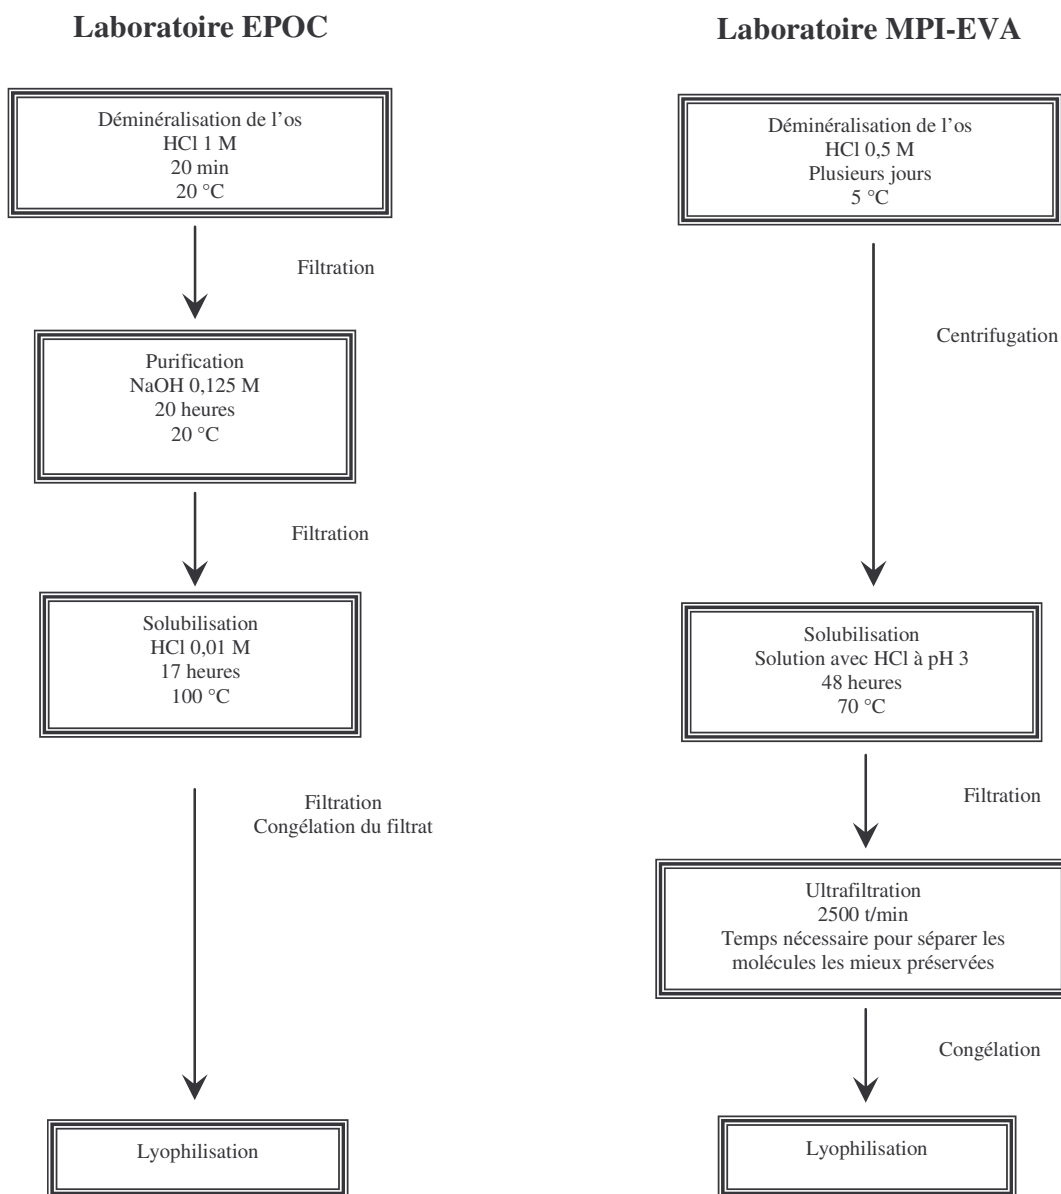 Laboratoire EPOC
Déminéralisation de l'os
HCl 1 M
20 min
20 °C
Filtration
Purification
NaOH 0,125 M
20 heures
20 °C
Filtration
Solubilisation
HCl 0,01 M
17 heures
100 °C
Filtration
Congélation du filtrat
Lyophilisation
Laboratoire MPI-EVA
Déminéralisation de l'os
HCl 0,5 M
Plusieurs jours
5 °C
Centrifugation
Solubilisation
Solution avec HCl à pH 3
48 heures
70 °C
Filtration
Ultrafiltration
2500 t/min
Temps nécessaire pour séparer les
molécules les mieux préservées
Congélation
Lyophilisation